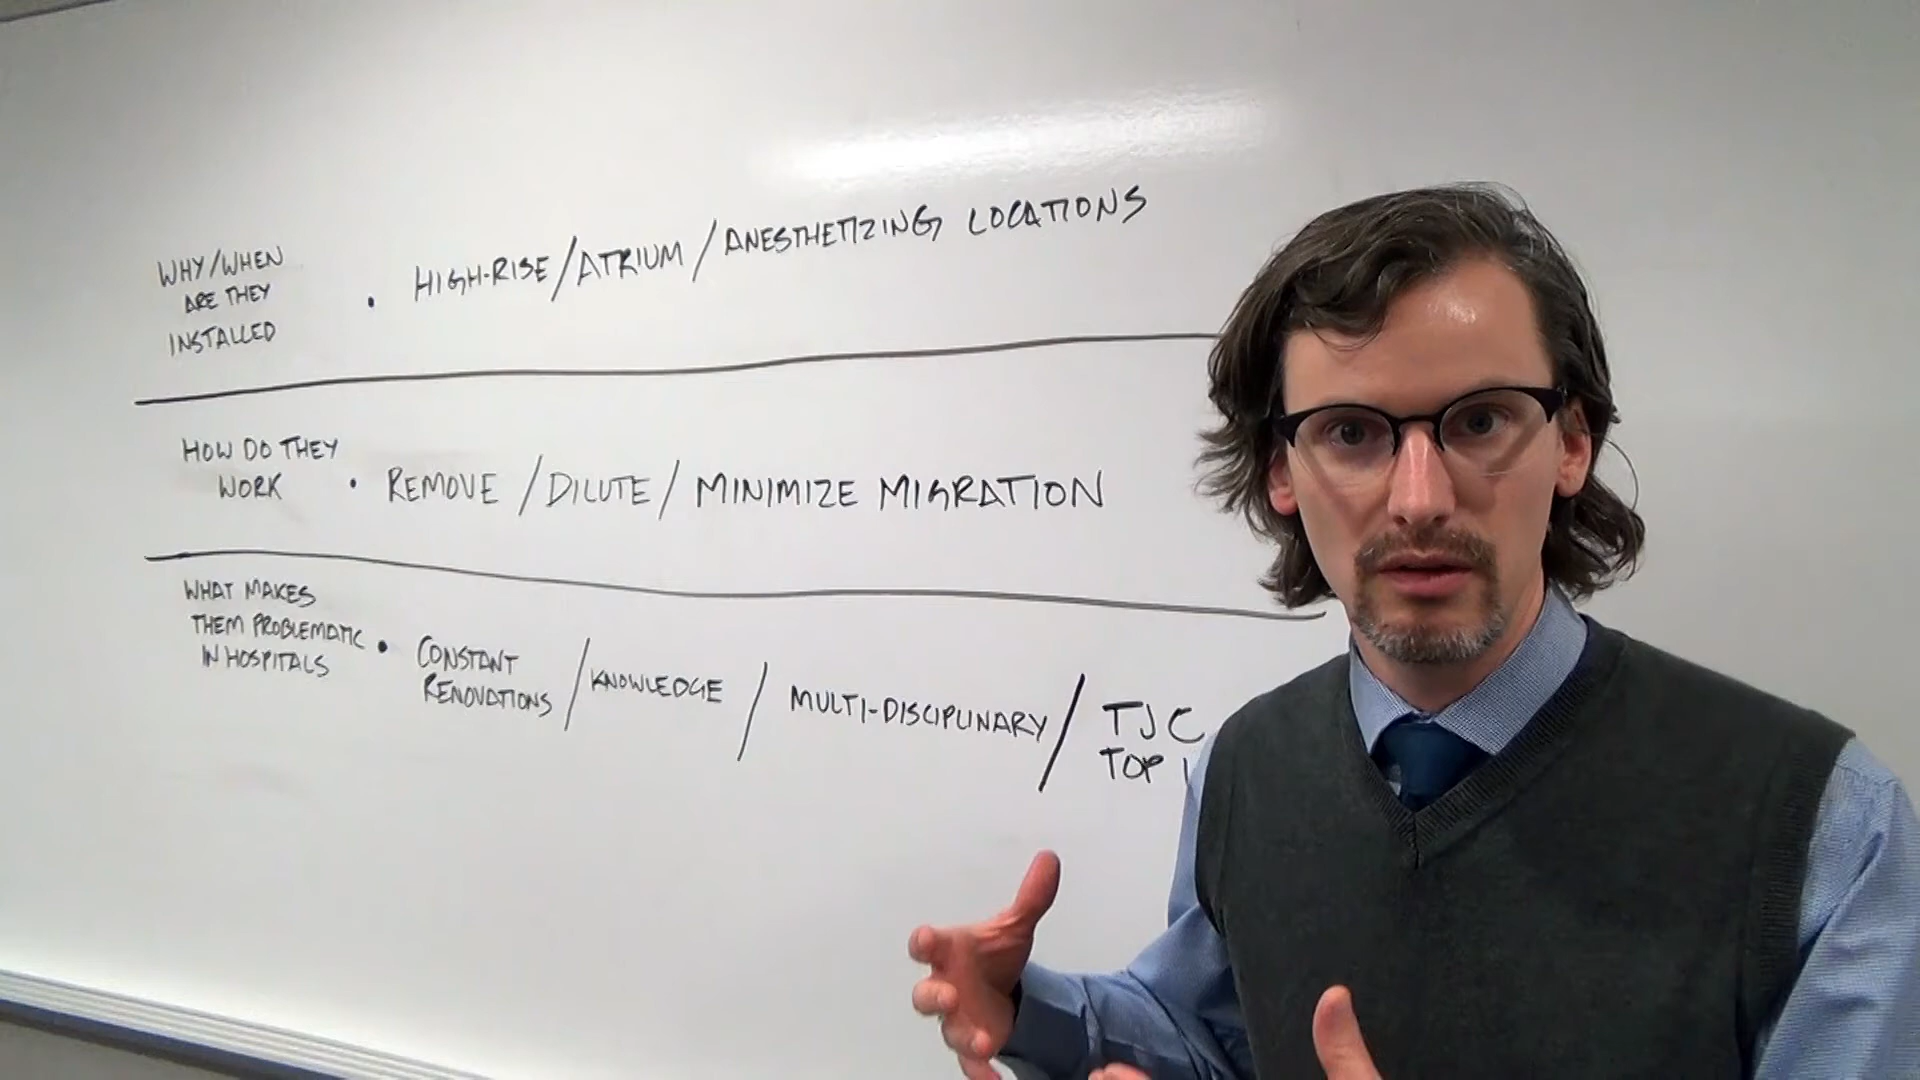 WHY/WHEN
ARE THEY
INSTALLED
• HIGH-RISE/ATRIUM/ANESTHETIZING LOCATIONS
HOW DO THEY
WORK
• REMOVE/DILUTE/MINIMIZE MIGRATION
WHAT MAKES
THEM PROBLEMATIC
IN HOSPITALS
• CONSTANT
RENOVATIONS
/KNOWLEDGE
/MULTI-DISCIPLINARY
/TJC
TOP